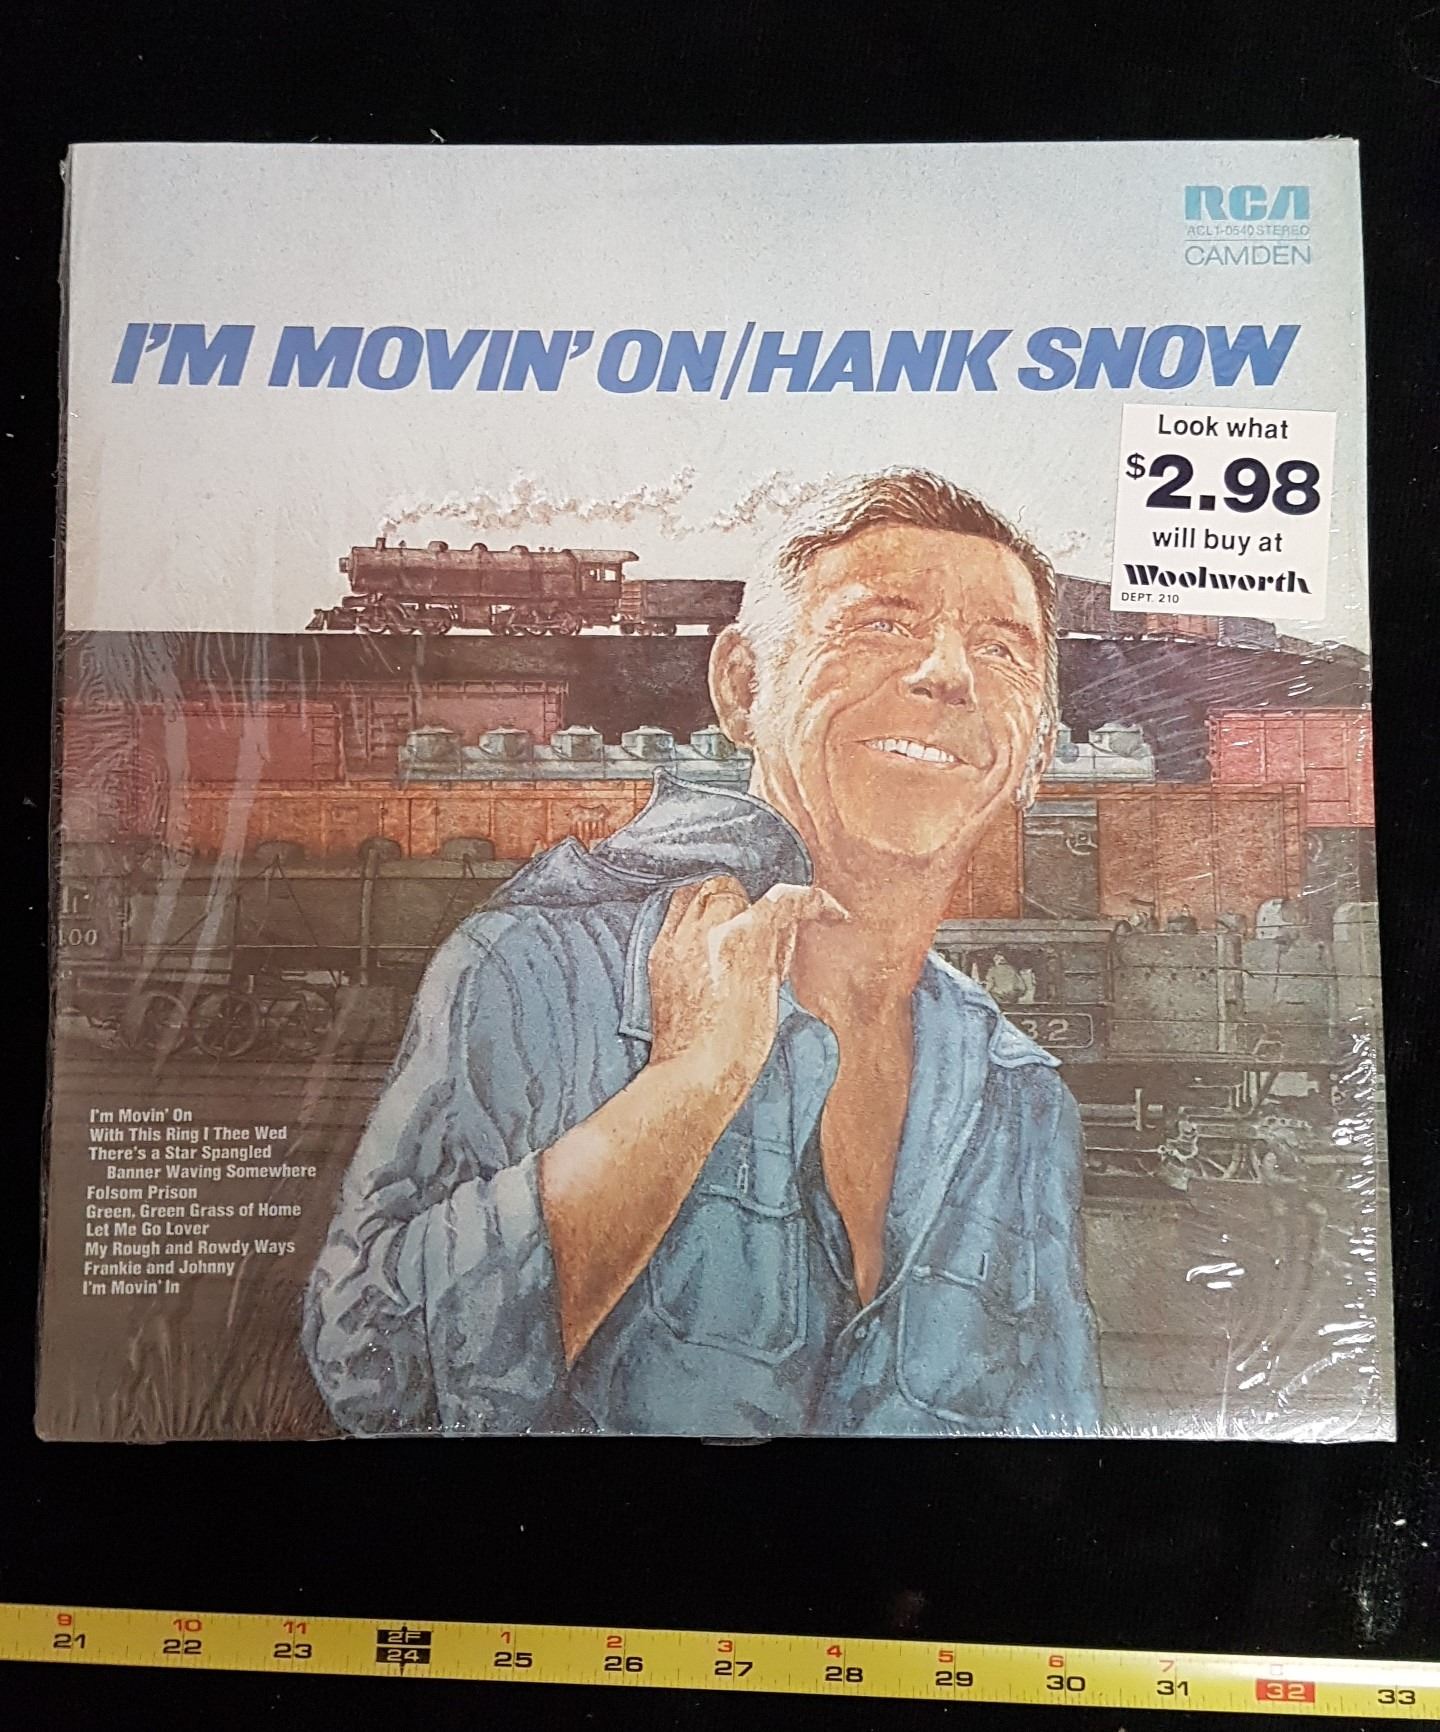 RCA
ACL1-0540 STEREO
CAMDEN
I'M MOVIN' ON/HANK SNOW
Look what
$2.98
will buy at
Woolworth
DEPT. 210
100
32
I'm Movin' On
With This Ring I Thee Wed
There's a Star Spangled
Banner Waving Somewhere
Folsom Prison
Green, Green Grass of Home
Let Me Go Lover
My Rough and Rowdy Ways
Frankie and Johnny
I'm Movin' In
9 10 11 2F 1 2 3 4 5 6 7 8
21 22 23 24 25 26 27 28 29 30 31 32 33